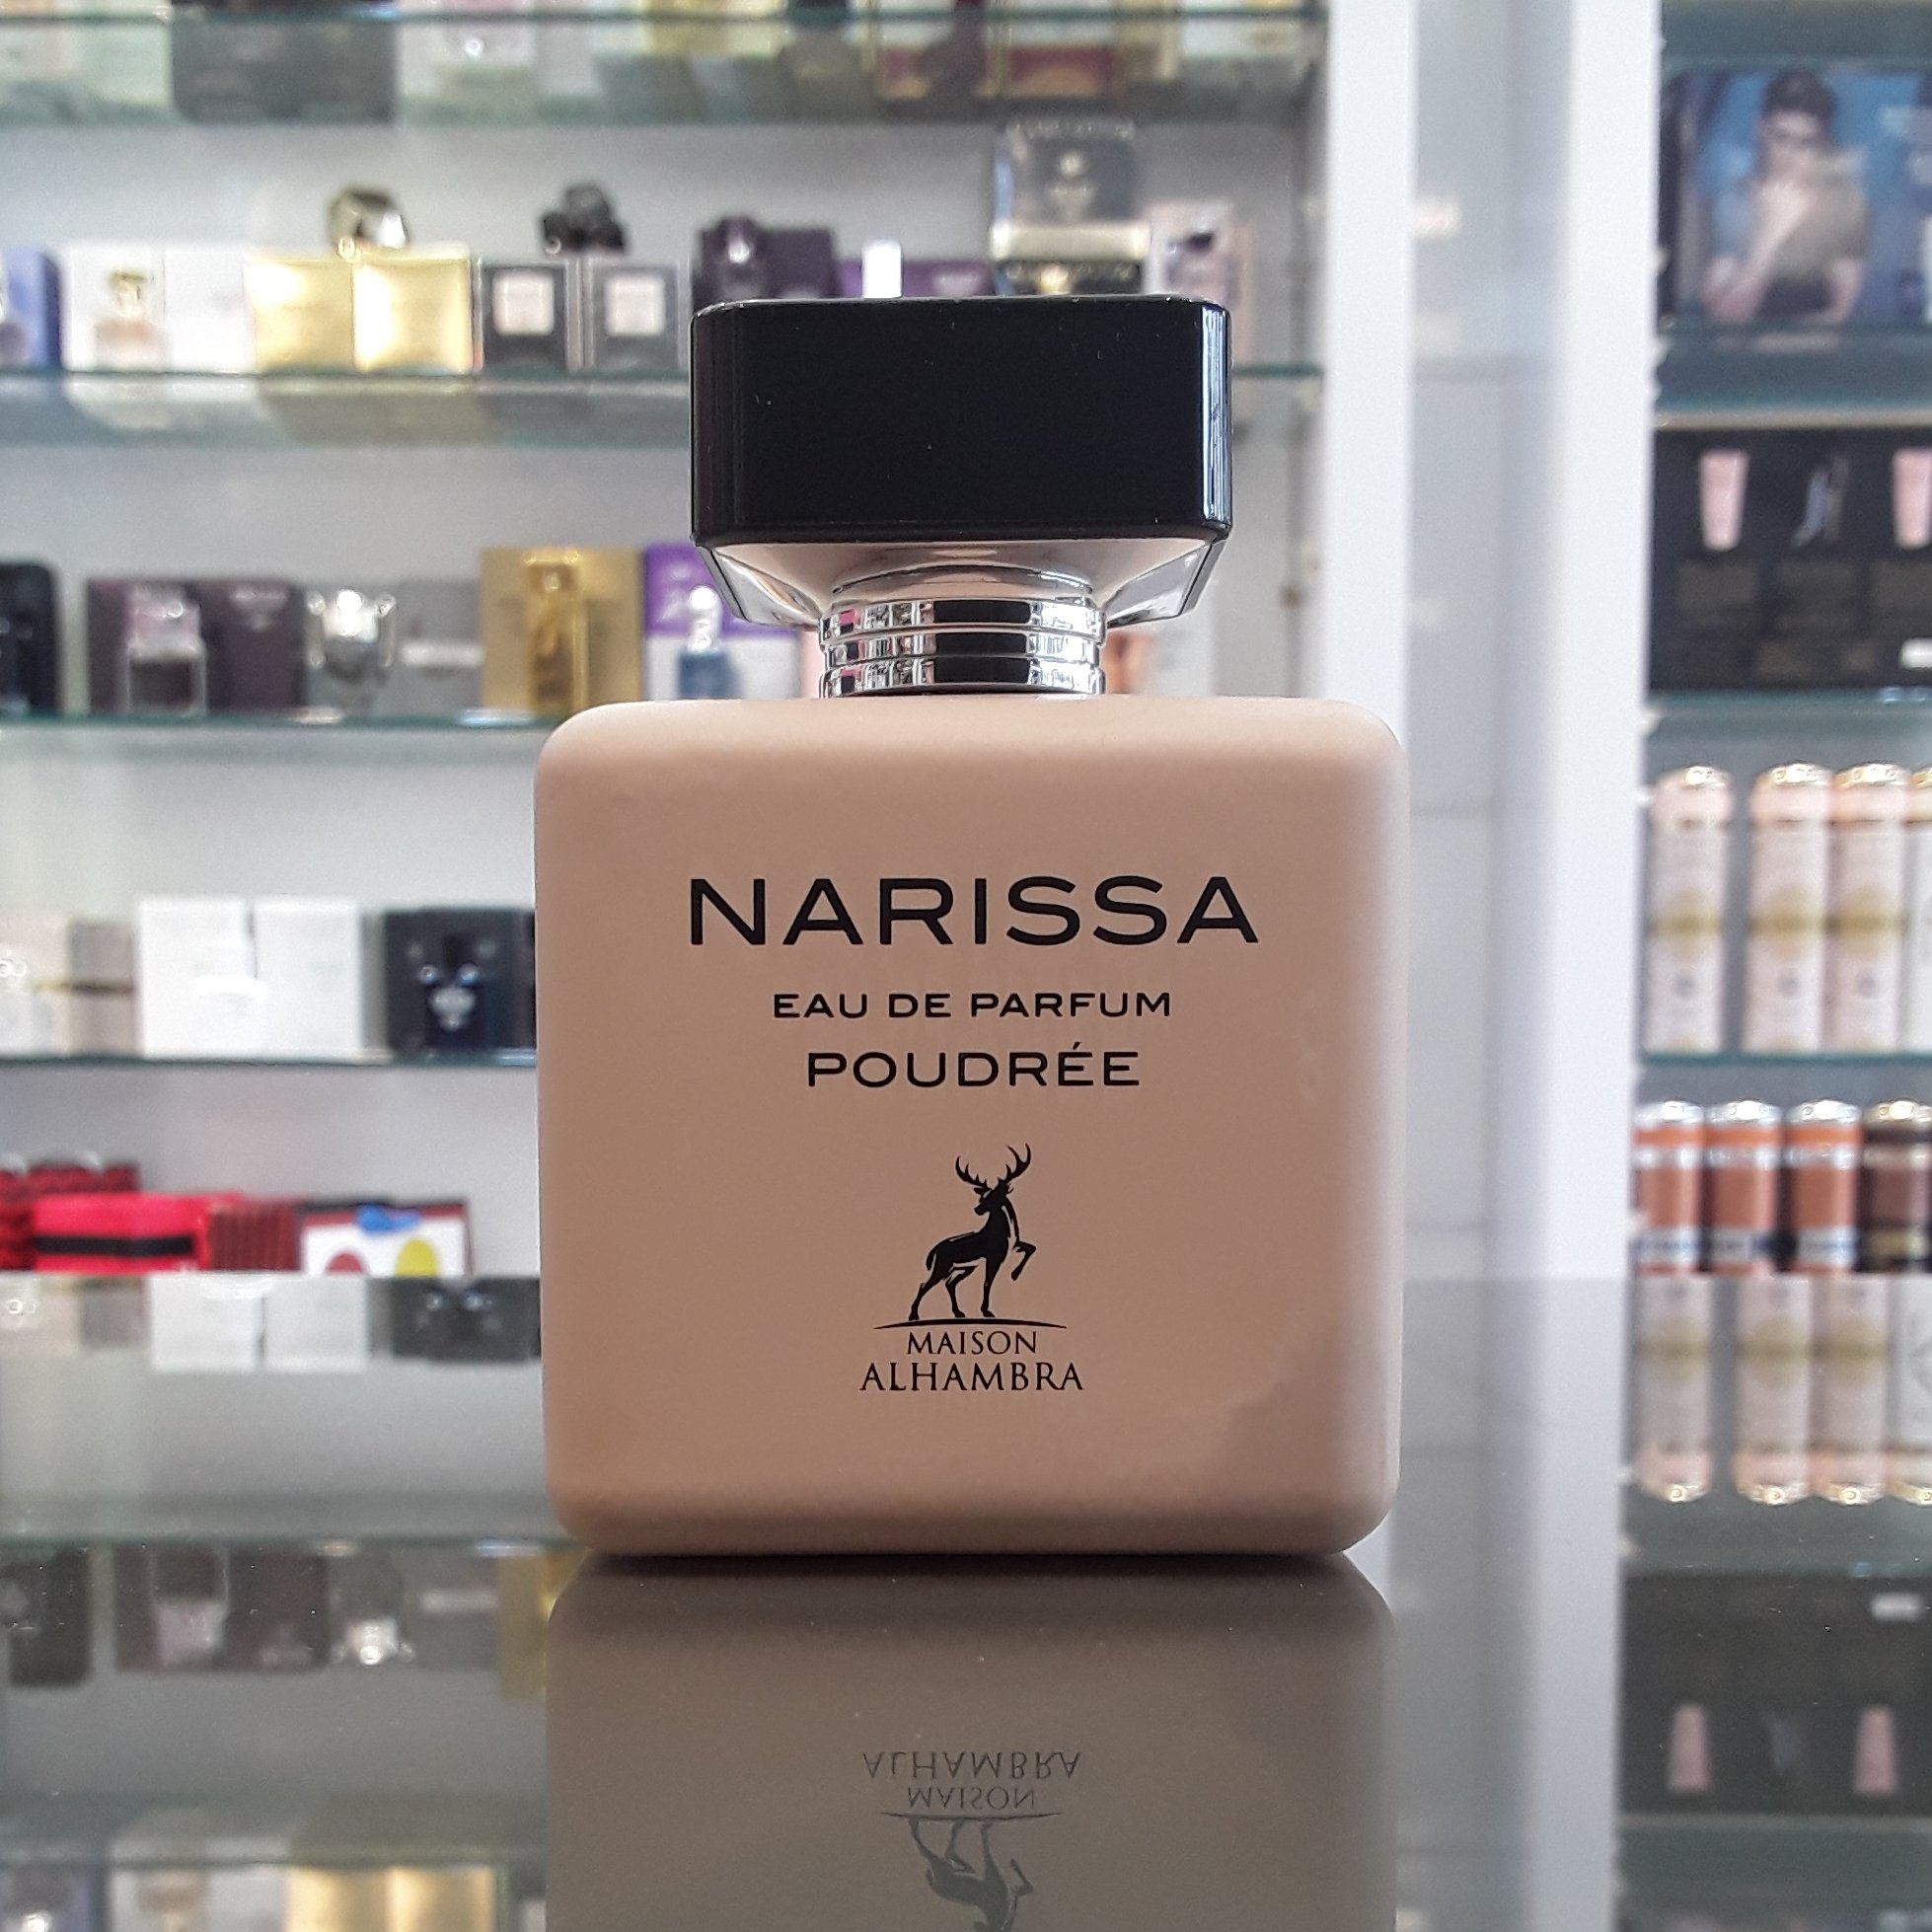 NARISSA
EAU DE PARFUM
POUDRÉE
MAISON
ALHAMBRA